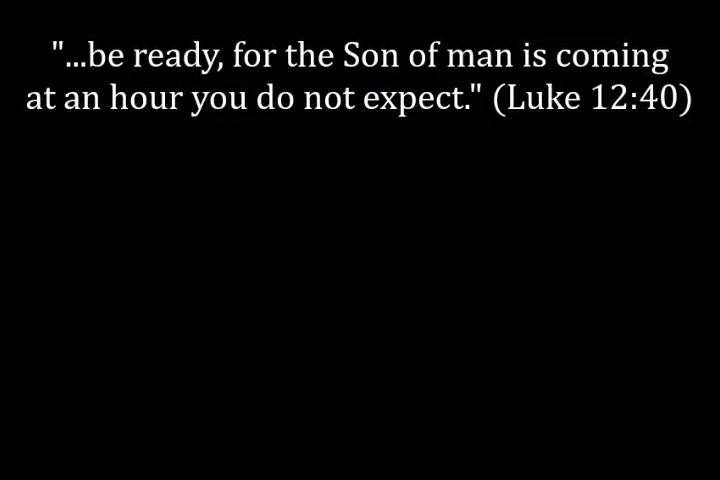 "...be ready, for the Son of man is coming
at an hour you do not expect." (Luke 12:40)